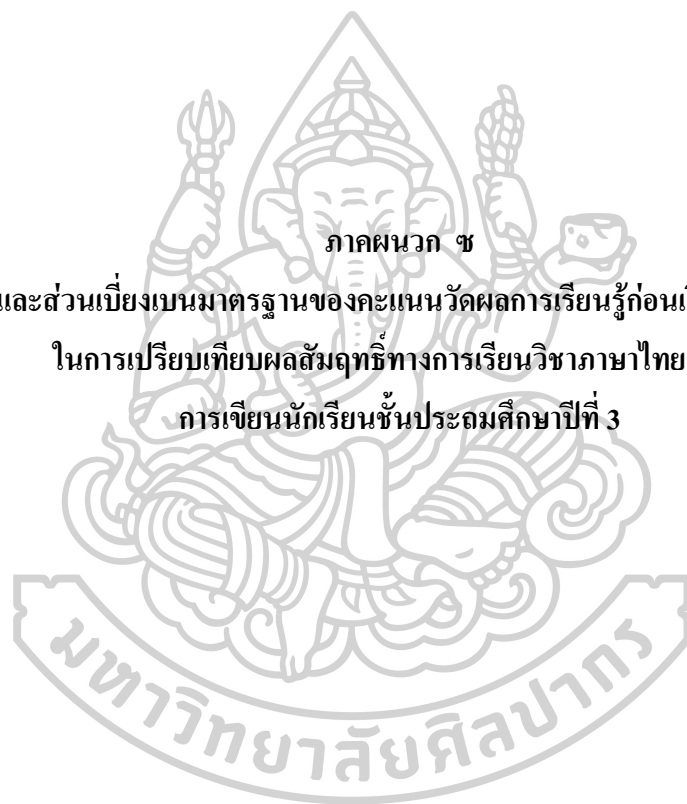 ภาคผนวก ซ
และส่วนเบี่ยงเบนมาตรฐานของคะแนนวัดผลการเรียนรู้ก่อน
ในการเปรียบเทียบผลสัมฤทธิ์ทางการเรียนวิชาภาษาไทย
การเขียนนักเรียนชั้นประถมศึกษาปีที่ 3
มหาวิทยาลัยศิลปากร